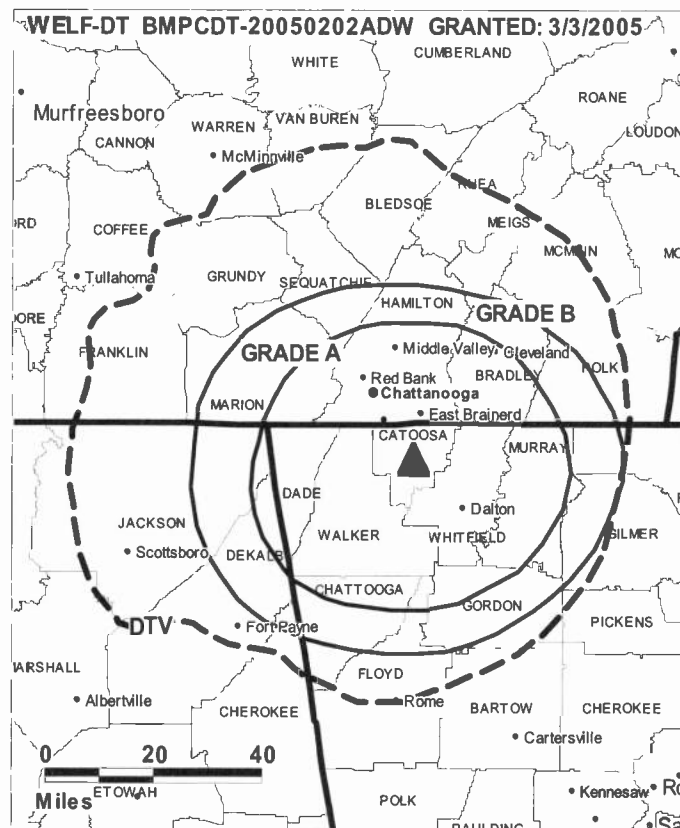 WELF-DT BMPCDT-20050202ADW GRANTED: 3/3/2005
CUMBERLAND
WHITE
ROANE
Murfreesboro
VAN BUREN
WARREN
LOUDON
CANNON
McMinnville
RHEA
BLEDSOE
MEIGS
COFFEE
MCMINN
Tullahoma
GRUNDY
SEQUATCHIE
HAMILTON
GRADE B
FRANKLIN
GRADE A
Middle Valley
Cleveland
POLK
Red Bank
BRADLEY
Chattanooga
MARION
East Brainerd
CATOOSA
MURRAY
DADE
Dalton
JACKSON
WALKER
WHITFIELD
GILMER
Scottsboro
DEKALB
CHATTOOGA
GORDON
PICKENS
DTV
Fort Payne
MARSHALL
FLOYD
Albertville
Rome
CHEROKEE
BARTOW
CHEROKEE
Cartersville
0 20 40
ETOWAH
Kennesaw
Miles
POLK
PAULDING